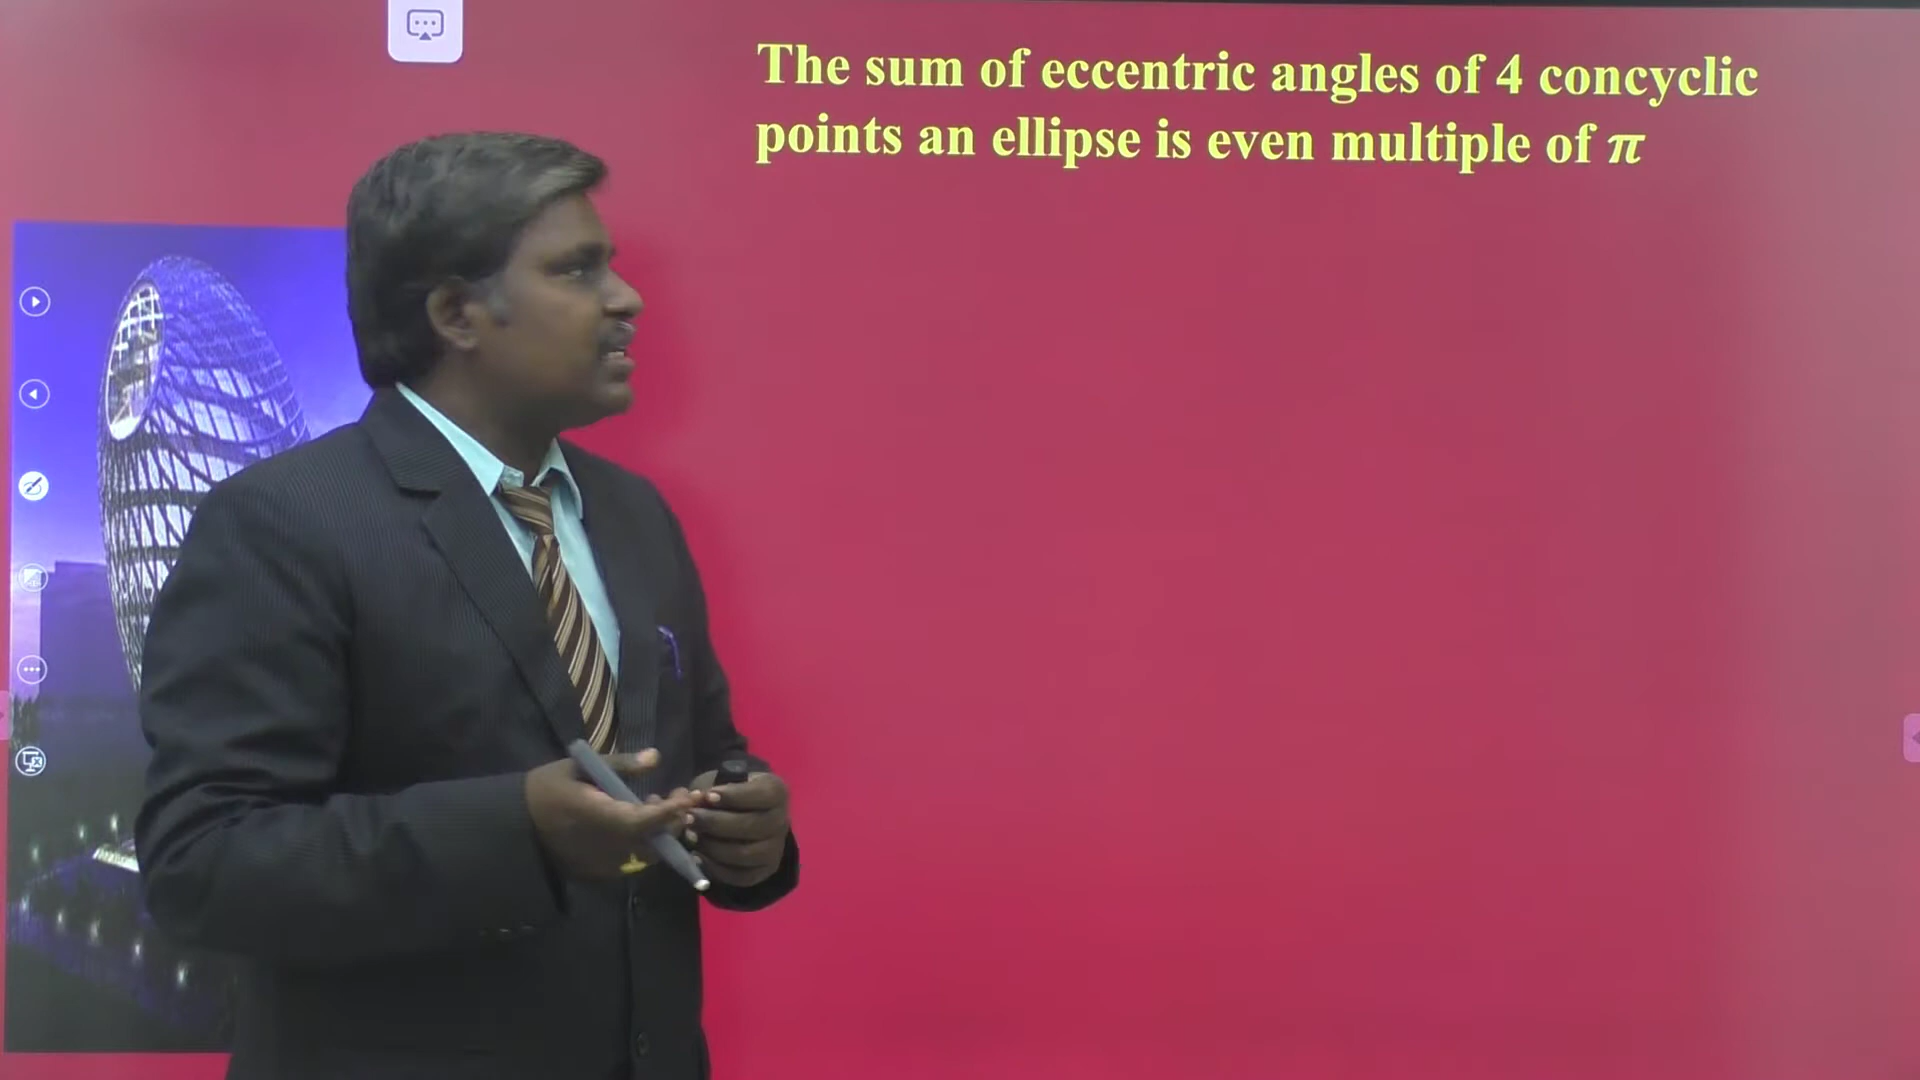 The sum of eccentric angles of 4 concyclic
points an ellipse is even multiple of π